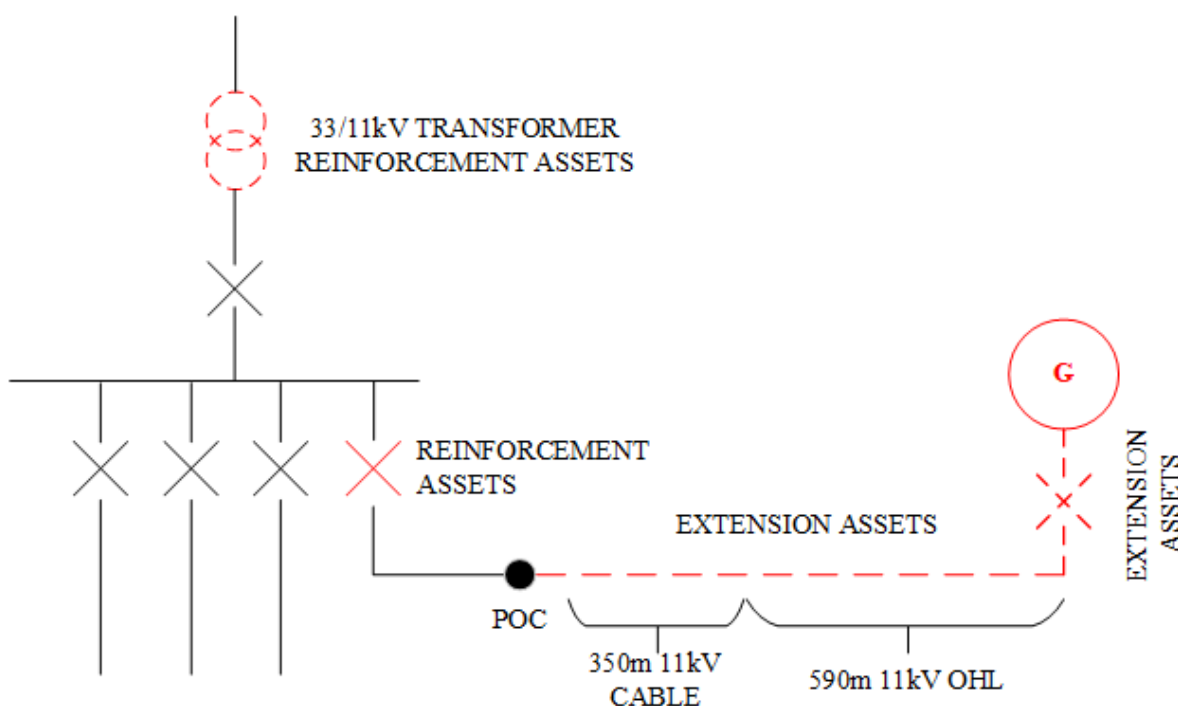 33/11kV TRANSFORMER
REINFORCEMENT ASSETS
G
REINFORCEMENT
ASSETS
EXTENSION ASSETS
EXTENSION
ASSETS
POC
350m 11kV
CABLE
590m 11kV OHL